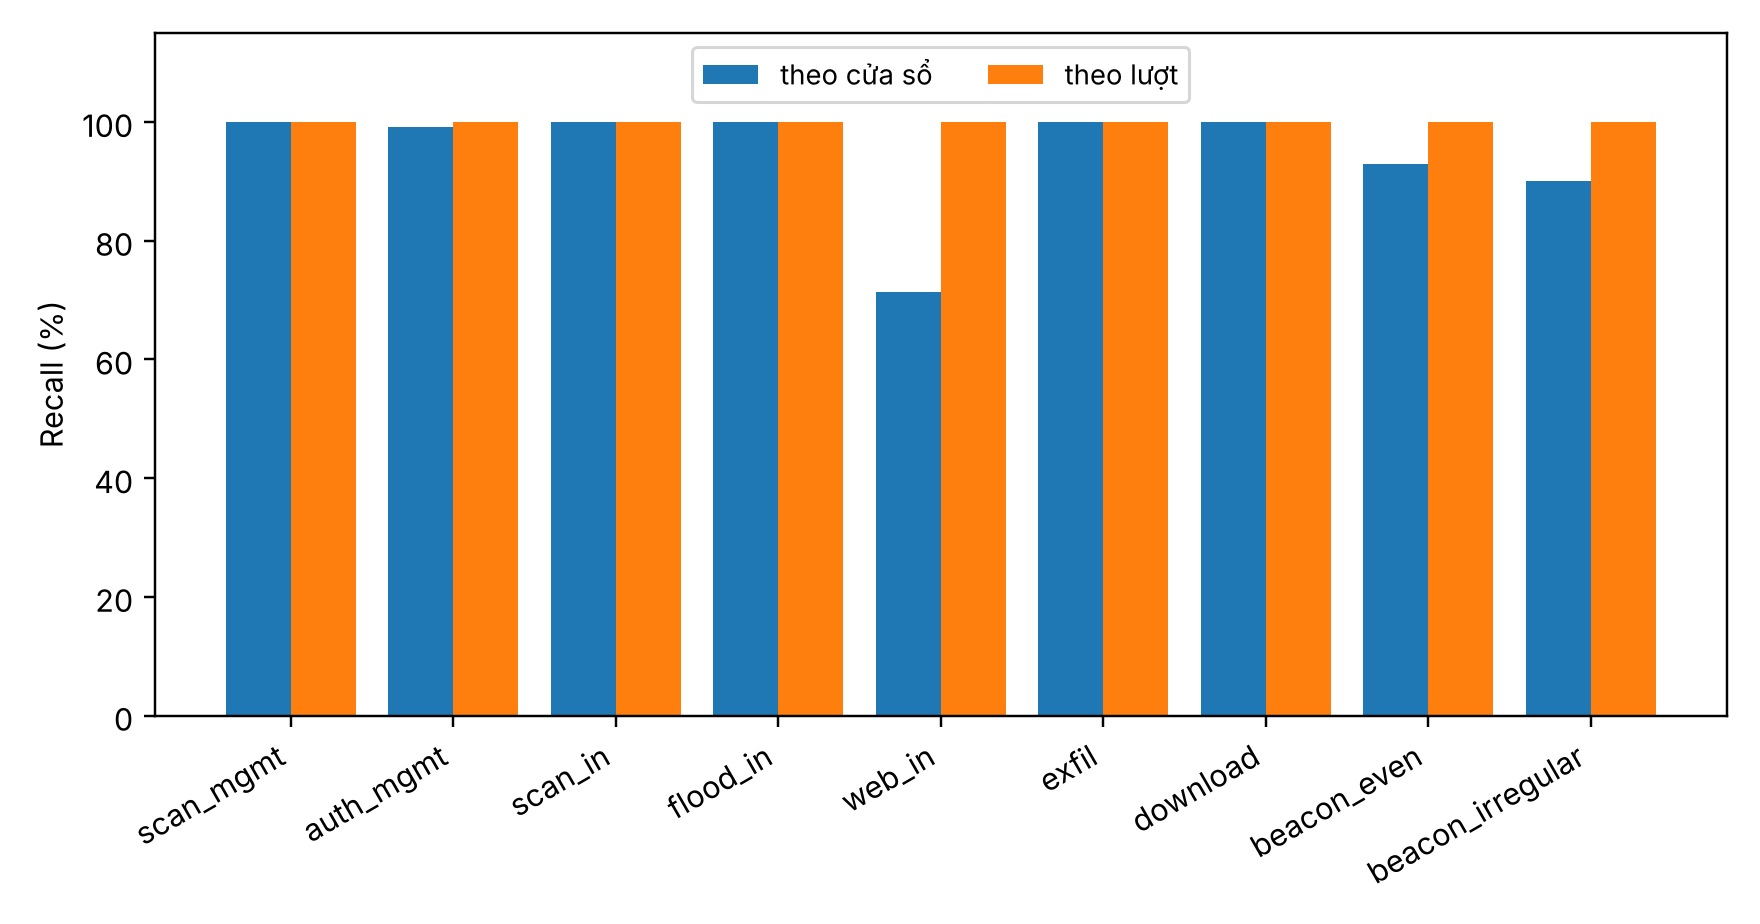 theo cửa sổ theo lượt
Recall (%)
100
80
60
40
20
0
scan_mgmt
auth_mgmt
scan_in
flood_in
web_in
exfil
download
beacon_even
beacon_irregular